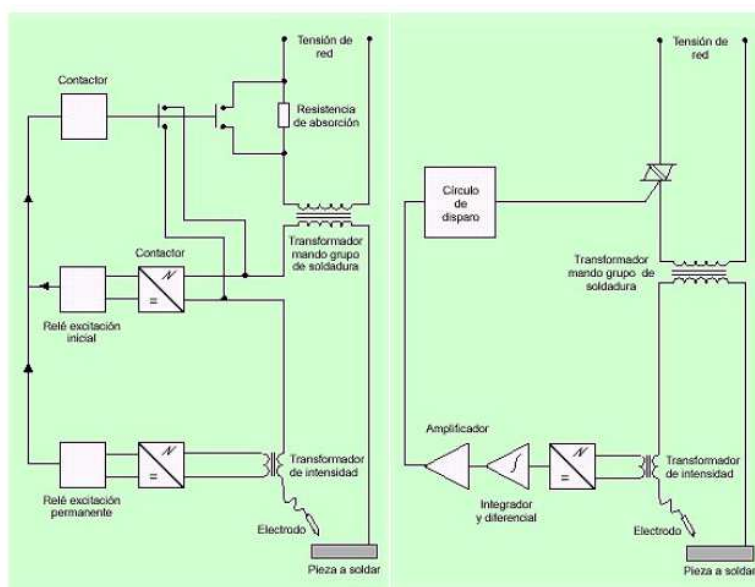 Tensión de
red
Contactor
Resistencia
de absorción
Contactor
Transformador
mando grupo
de soldadura
=
Relé excitación
inicial
=
Relé excitación
permanente
Transformador
de intensidad
Electrodo
Pieza a soldar
Tensión de
red
Círculo
de
disparo
Transformador
mando grupo de
soldadura
Amplificador
∫
=
Integrador
y diferencial
Transformador
de intensidad
Electrodo
Pieza a soldar